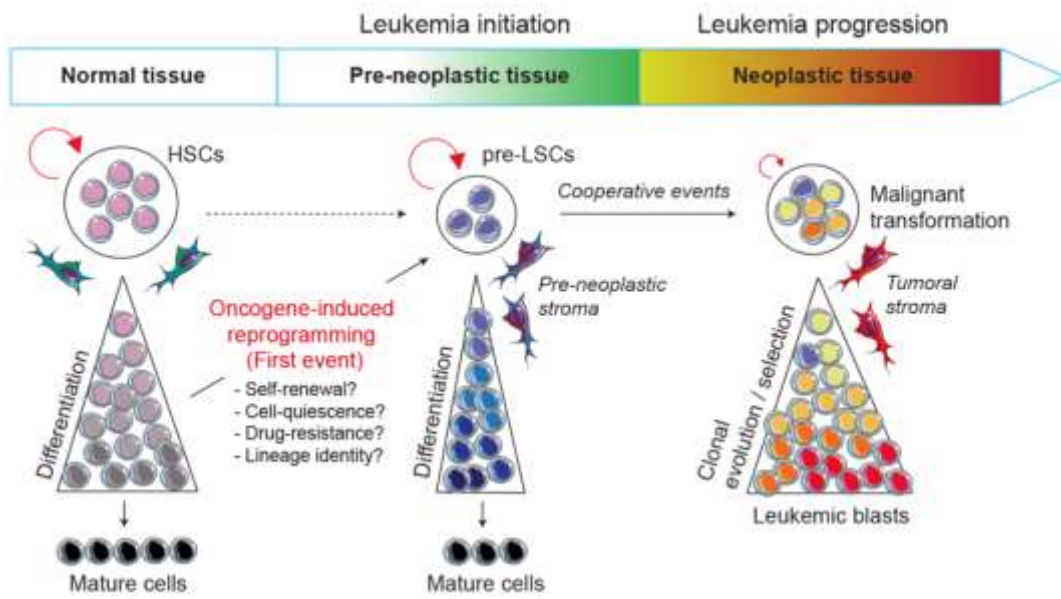 Leukemia initiation
Leukemia progression
Normal tissue
Pre-neoplastic tissue
Neoplastic tissue
HSCs
pre-LSCs
Cooperative events
Malignant
transformation
Pre-neoplastic
stroma
Tumoral
stroma
Oncogene-induced
reprogramming
(First event)
- Self-renewal?
- Cell-quiescence?
- Drug-resistance?
- Lineage identity?
Differentiation
Differentiation
Clonal
evolution / selection
Leukemic blasts
Mature cells
Mature cells